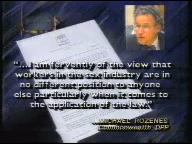 “...I am fervently of the view that
workers in the sex industry are in
no different position to anyone
else particularly when it comes to
the application of the law.”
MICHAEL ROZENES
Commonwealth DPP